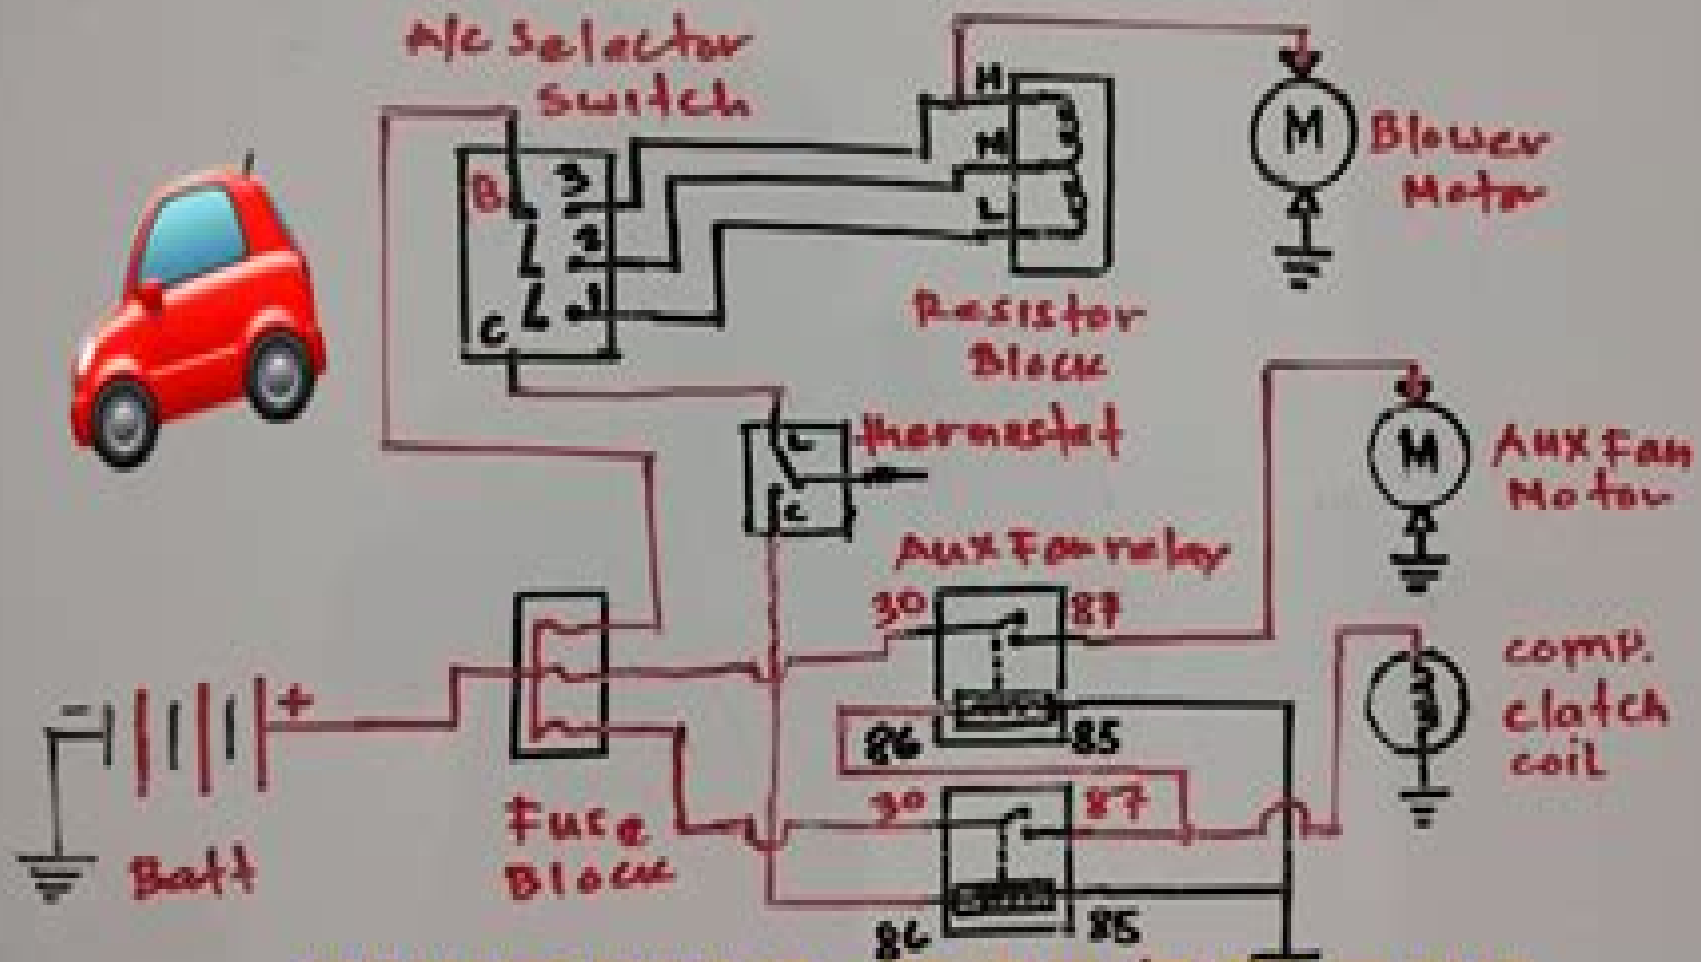 A/c Selector
Switch
B
3
2
1
C
H
M
L
M
Blower
Motor
Resistor
Block
thermostat
L
C
M
Aux Fan
Motor
Aux Fan relay
30
87
86
85
comp.
clatch
coil
-
+
Batt
Fuse
Block
30
87
86
85